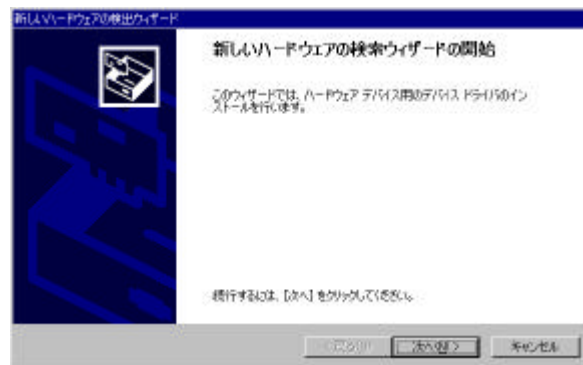 新しいハードウェアの検出ウィザード
新しいハードウェアの検索ウィザードの開始
このウィザードでは、ハードウェア デバイス用のデバイス ドライバのイン
ストールを行います。
続行するには、[次へ] をクリックしてください。
< 戻る(B) 次へ(N) > キャンセル